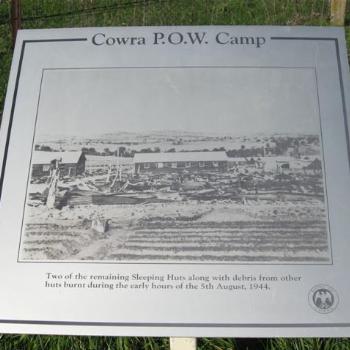 Cowra P.O.W. Camp
Two of the remaining Sleeping Huts along with debris from other
huts burnt during the early hours of the 5th August, 1944.